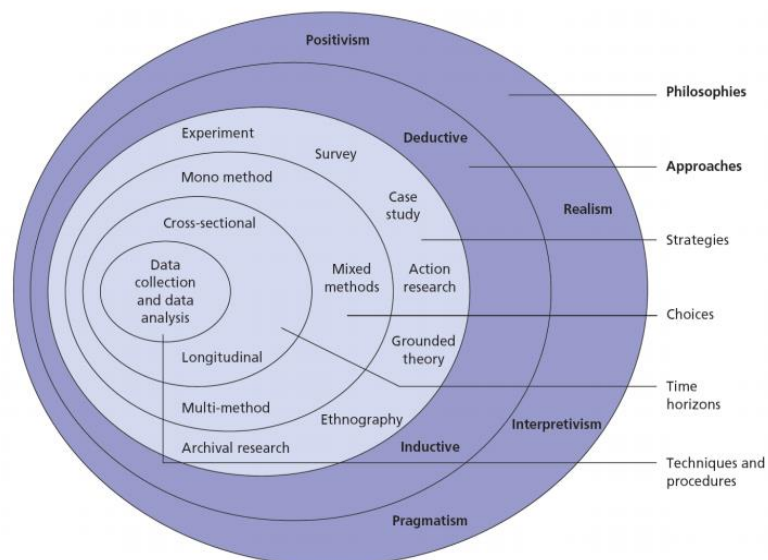 Positivism
Philosophies
Experiment
Deductive
Survey
Approaches
Mono method
Case
study
Realism
Cross-sectional
Strategies
Data
collection
and data
analysis
Mixed
methods
Action
research
Choices
Grounded
theory
Longitudinal
Time
horizons
Multi-method
Ethnography
Interpretivism
Archival research
Inductive
Techniques and
procedures
Pragmatism